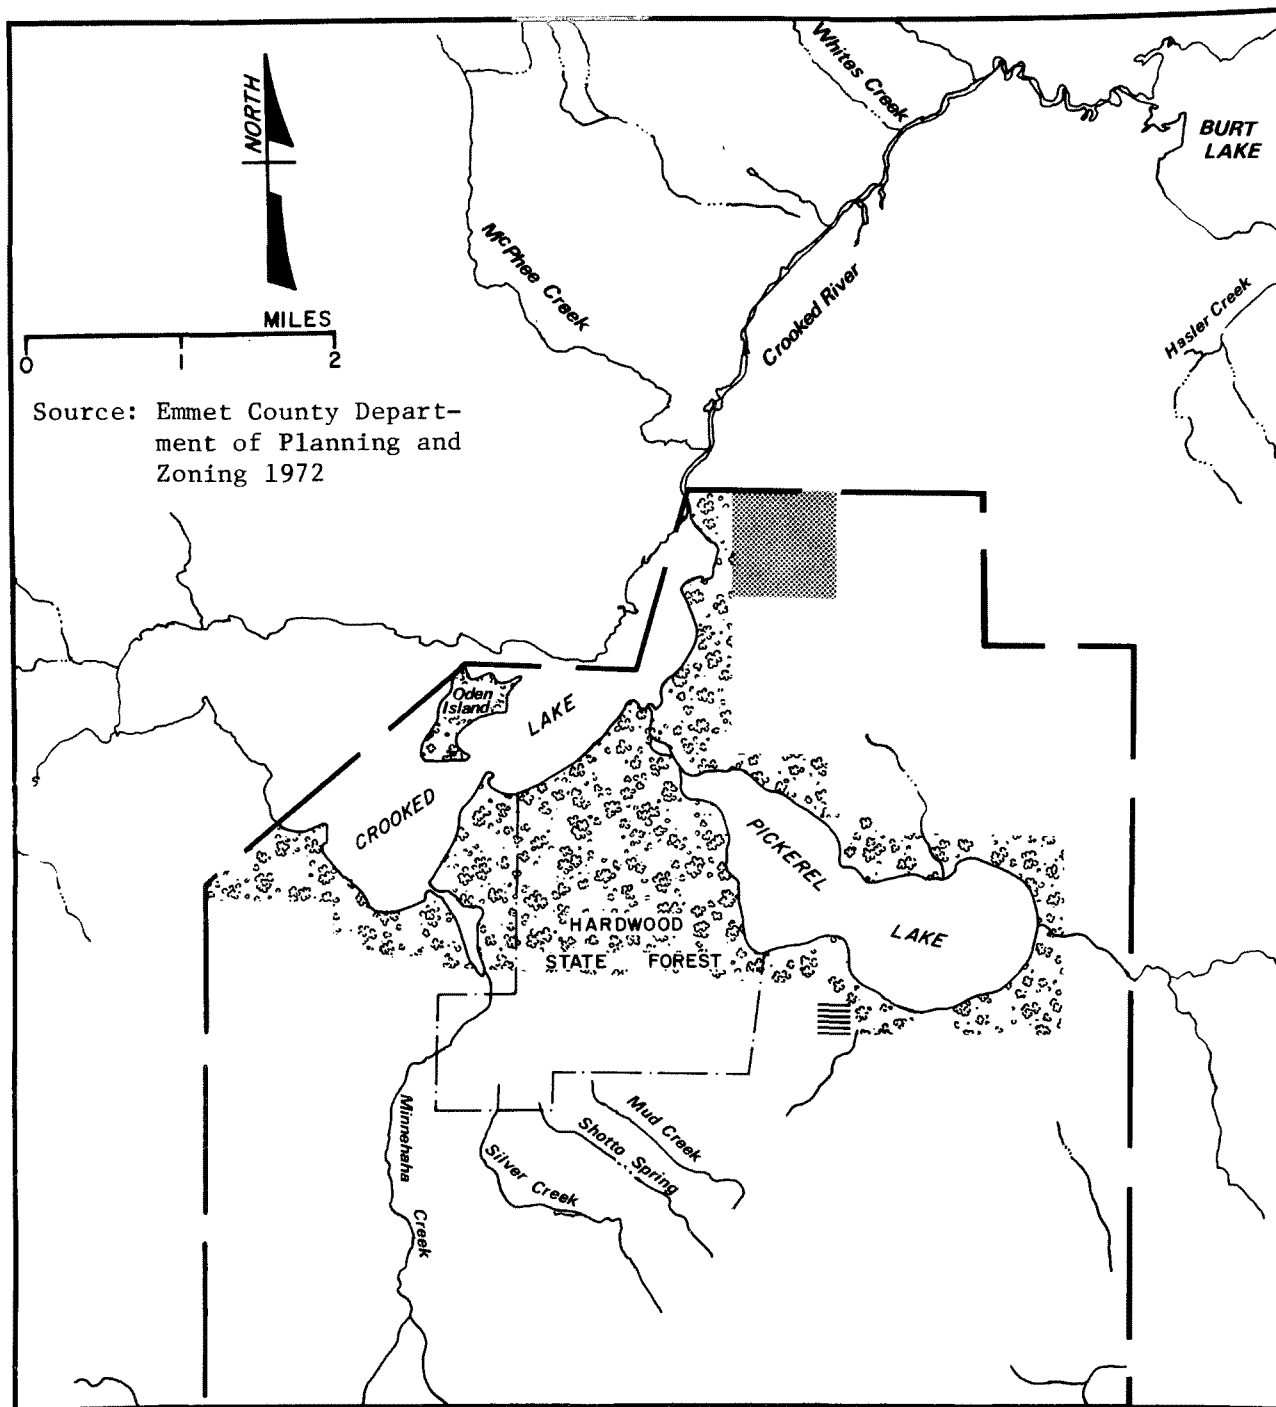 Whites Creek
NORTH
BURT
LAKE
McPhee Creek
Crooked River
Hasler Creek
MILES
0 1 2
Source: Emmet County Depart-
ment of Planning and
Zoning 1972
Oden
Island
LAKE
CROOKED
PICKEREL
LAKE
HARDWOOD
STATE FOREST
Minnehaha
Creek
Mud Creek
Shotto Spring
Silver Creek